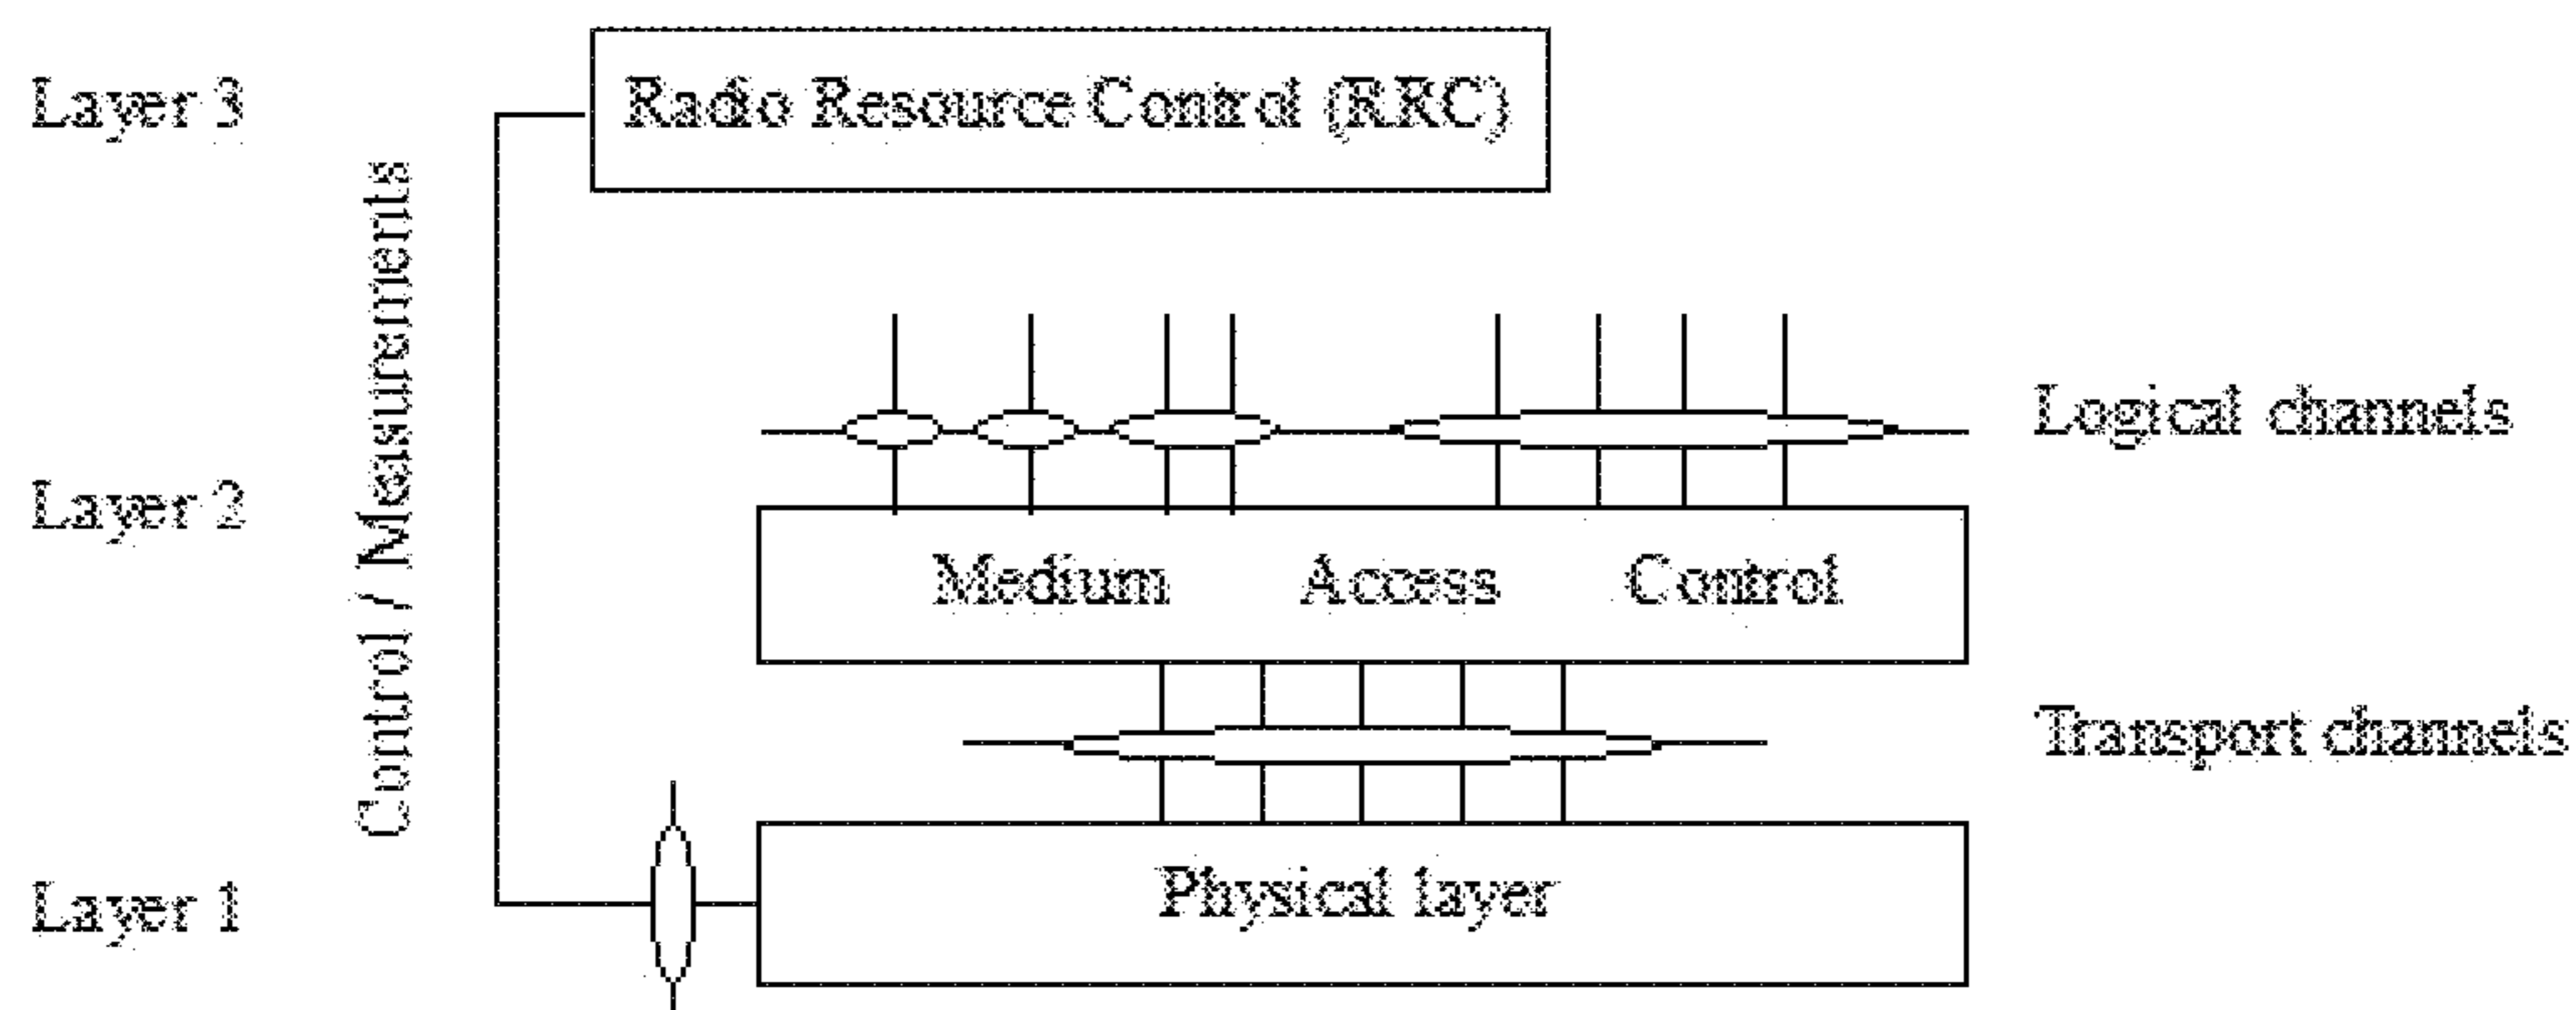 Layer 3
Radio Resource Control (RRC)
Control / Measurements
Logical channels
Layer 2
Medium Access Control
Transport channels
Layer 1
Physical layer